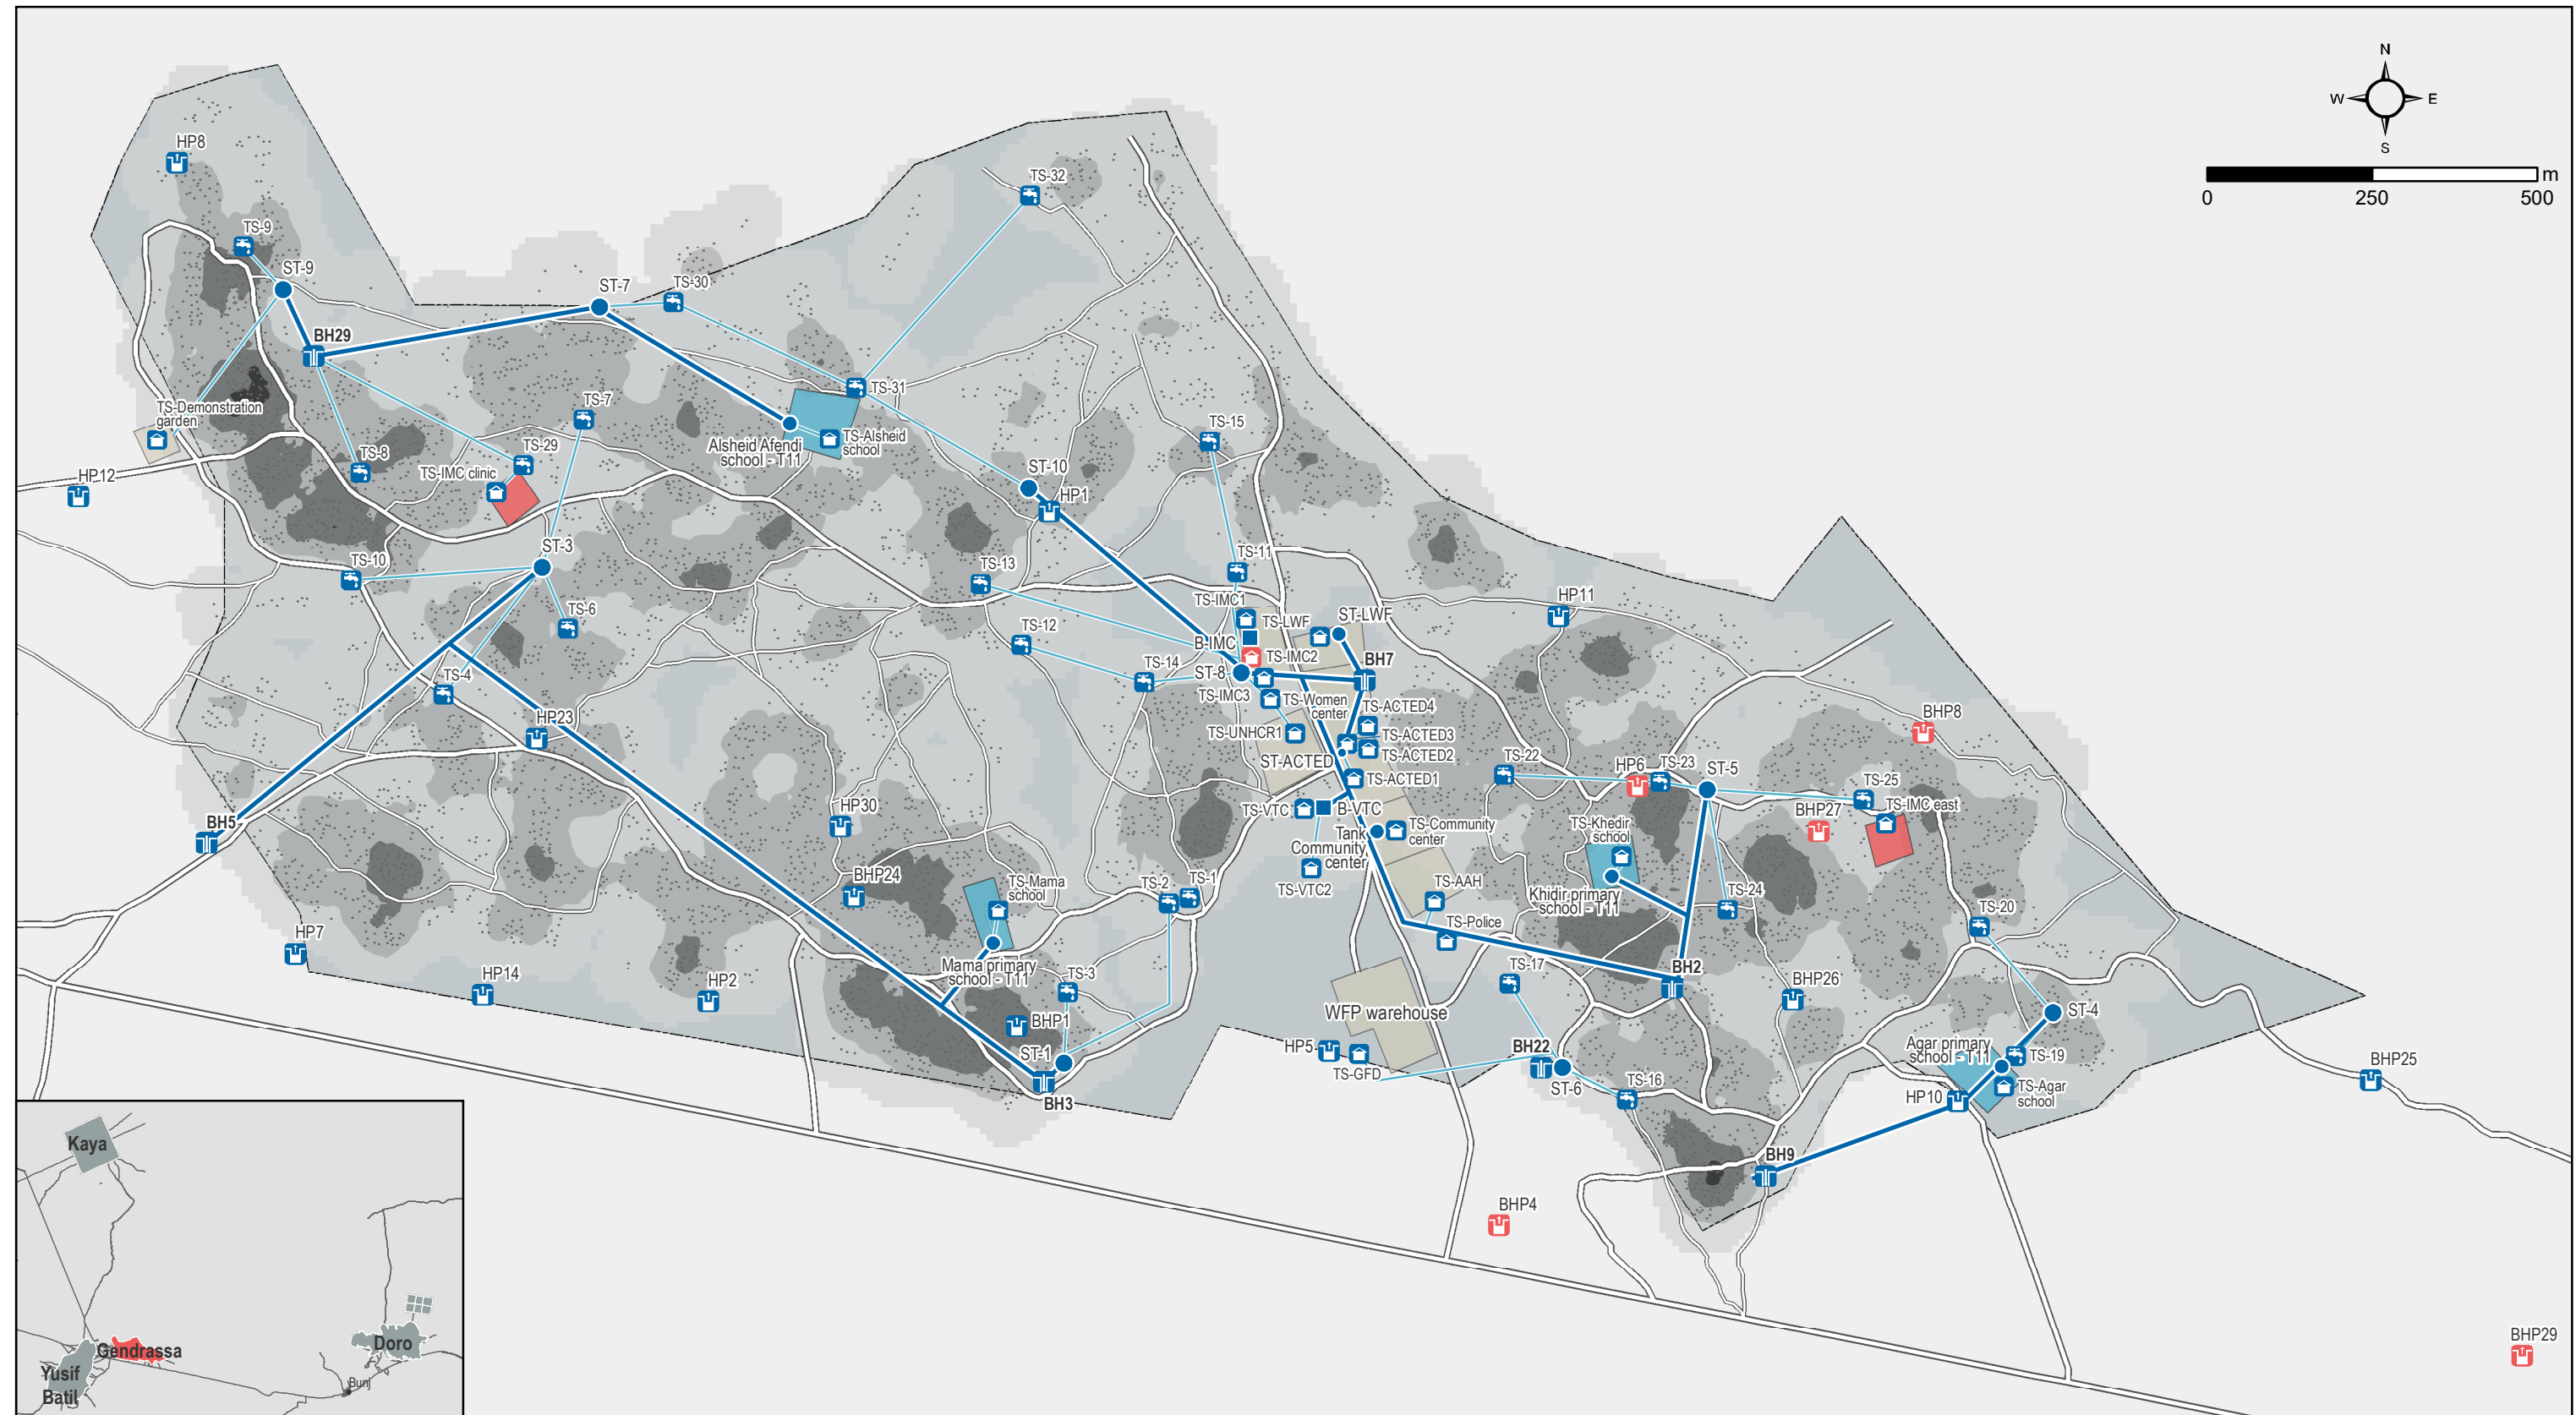 N
W
E
S
m
0
250
500
HP8
TS-32
TS-9
ST-9
ST-7
TS-30
BH29
TS-31
TS-Demonstration
garden
TS-7
TS-15
TS-8
TS-29
TS-IMC clinic
Alsheid Afendi
school - T11
TS-Alsheid
school
HP12
ST-10
HP1
ST-3
TS-10
TS-13
TS-11
TS-6
TS-IMC1
TS-LWF
ST-LWF
HP11
TS-12
B-IMC
TS-IMC2
BH7
TS-14
ST-8
TS-4
TS-IMC3
TS-Women
center
TS-ACTED4
HP23
TS-UNHCR1
TS-ACTED3
TS-ACTED2
BHP8
ST-ACTED
TS-ACTED1
TS-22
HP6
TS-23
ST-5
TS-25
BH5
HP30
TS-VTC
B-VTC
BHP27
TS-IMC east
Tank
Community
center
TS-Community
center
TS-Khedir
school
BHP24
TS-Mama
school
TS-2
TS-1
TS-VTC2
TS-AAH
Khidir primary
school - T11
TS-24
TS-20
HP7
TS-Police
Mama primary
school - T11
HP14
HP2
TS-3
TS-17
BH2
BHP26
WFP warehouse
BHP1
ST-4
ST-1
HP5
TS-GFD
BH22
ST-6
Agar primary
school - T11
TS-19
BHP25
BH3
TS-16
HP10
TS-Agar
school
BH9
BHP4
BHP29
Kaya
Gendrassa
Doro
Yusif
Batil
Bunj